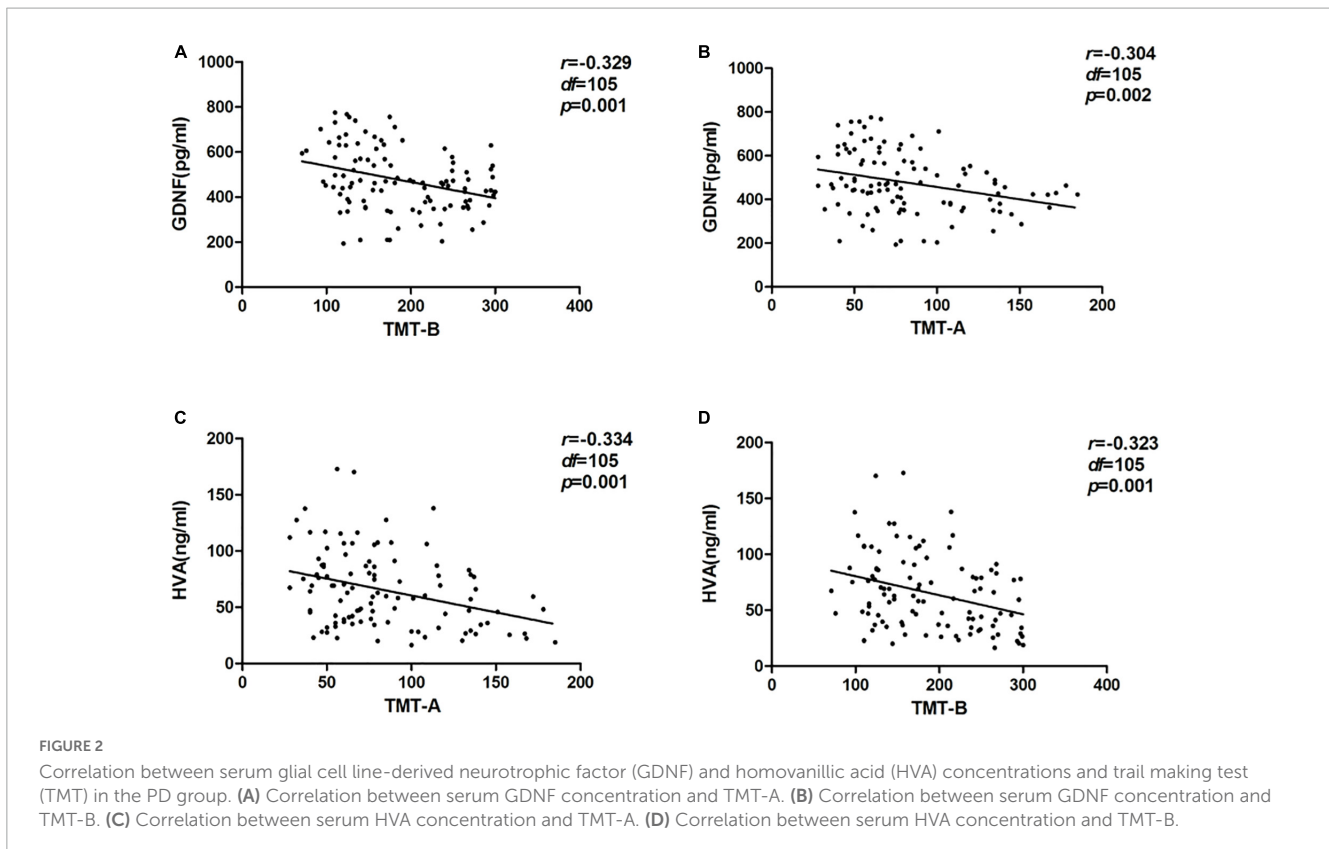 A
r=-0.329
df=105
p=0.001
GDNF(pg/ml)
1000
800
600
400
200
0
0 100 200 300 400
TMT-B
B
r=-0.304
df=105
p=0.002
GDNF(pg/ml)
1000
800
600
400
200
0
0 50 100 150 200
TMT-A
C
r=-0.334
df=105
p=0.001
HVA(ng/ml)
200
150
100
50
0
0 50 100 150 200
TMT-A
D
r=-0.323
df=105
p=0.001
HVA(ng/ml)
200
150
100
50
0
0 100 200 300 400
TMT-B
FIGURE 2
Correlation between serum glial cell line-derived neurotrophic factor (GDNF) and homovanillic acid (HVA) concentrations and trail making test
(TMT) in the PD group. (A) Correlation between serum GDNF concentration and TMT-A. (B) Correlation between serum GDNF concentration and
TMT-B. (C) Correlation between serum HVA concentration and TMT-A. (D) Correlation between serum HVA concentration and TMT-B.